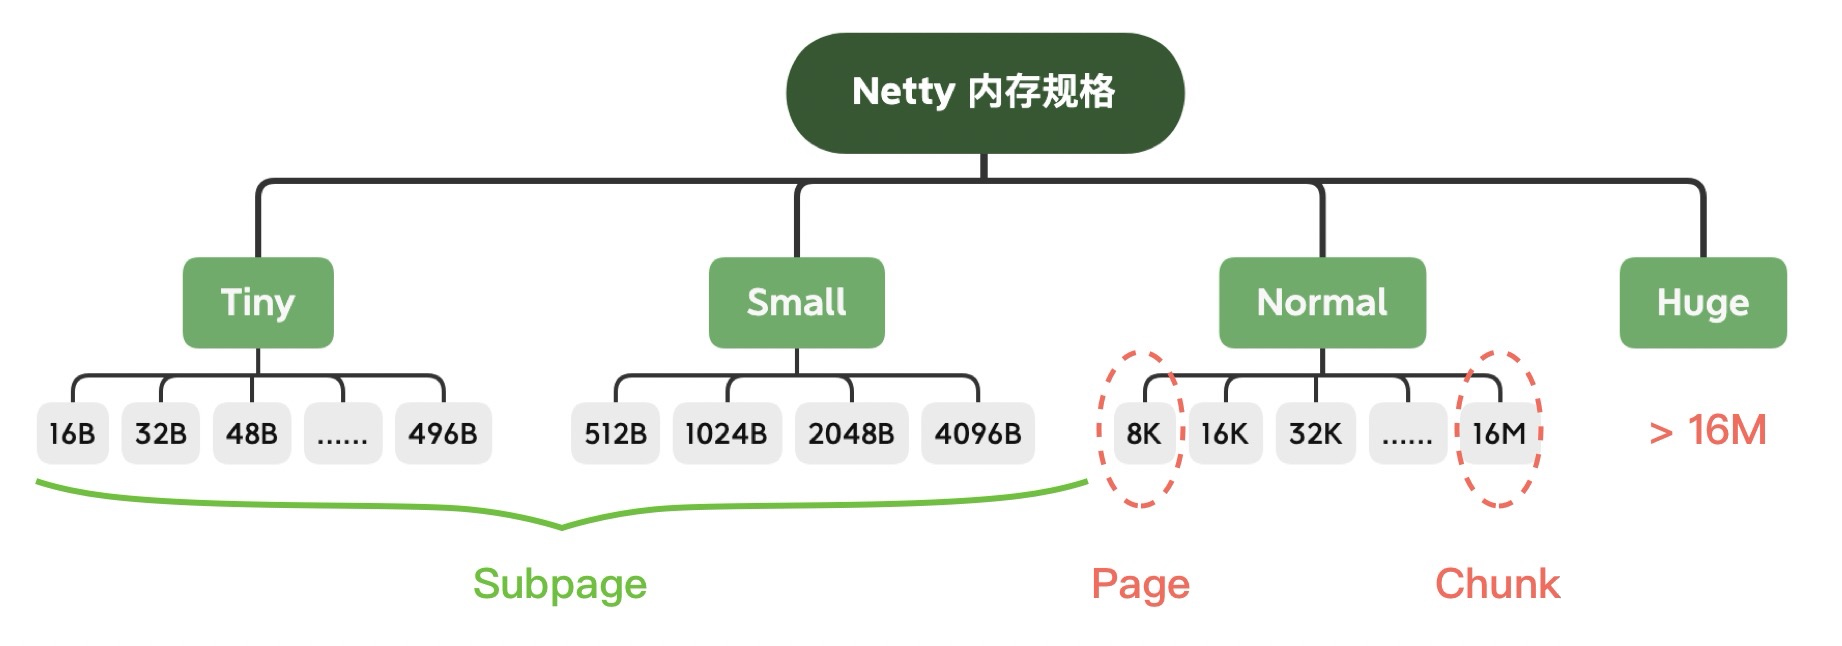 Netty 内存规格
Tiny Small Normal Huge
16B 32B 48B ...... 496B 512B 1024B 2048B 4096B 8K 16K 32K ...... 16M > 16M
Subpage Page Chunk